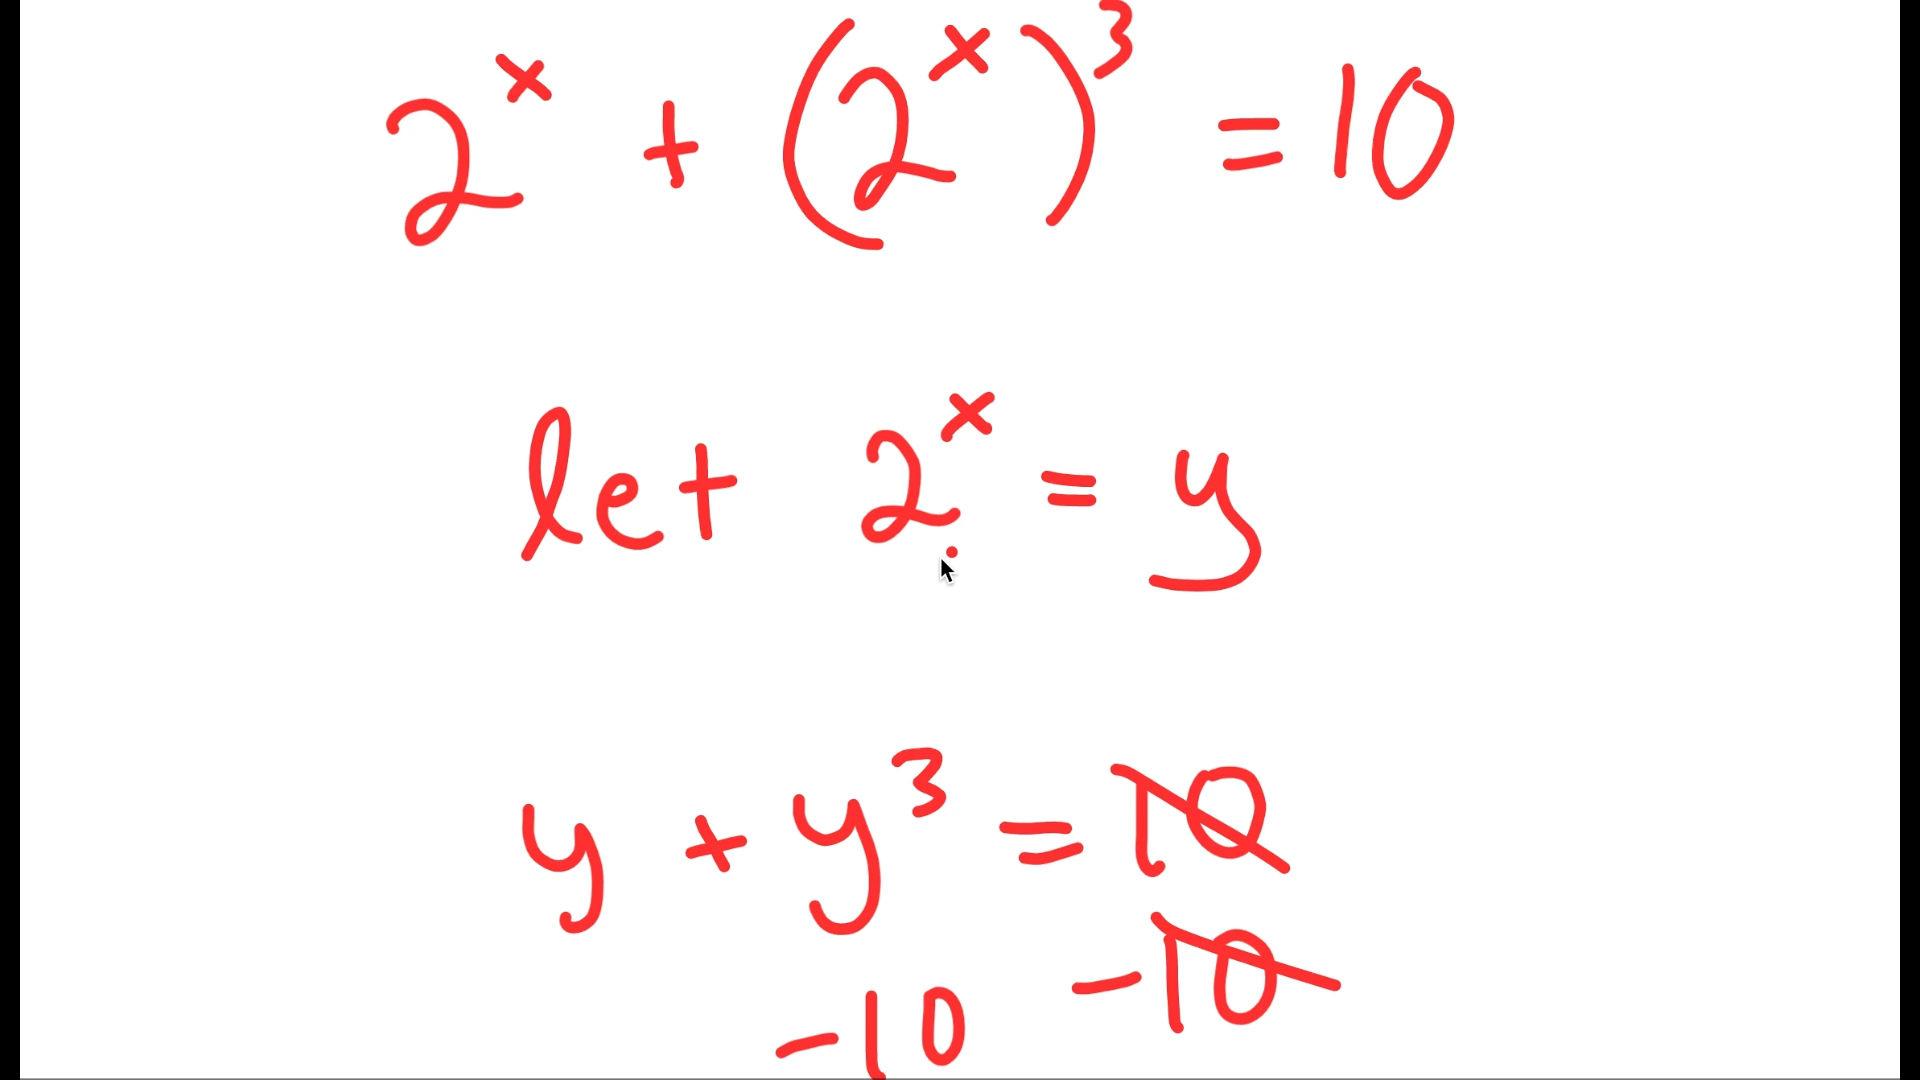 2^x + (2^x)^3 = 10
let 2^x = y
y + y^3 = 10
-10 -10